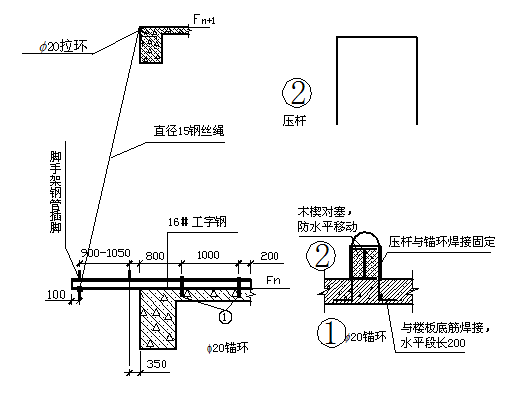 Fn+1
ϕ20拉环
②
压杆
直径15钢丝绳
脚手架钢管插脚
木楔对塞，
防水平移动
16# 工字钢
900-1050
800
1000
200
②
压杆与锚环焊接固定
Fn
100
①
①
ϕ20锚环
ϕ20锚环
与楼板底筋焊接，
水平段长200
350